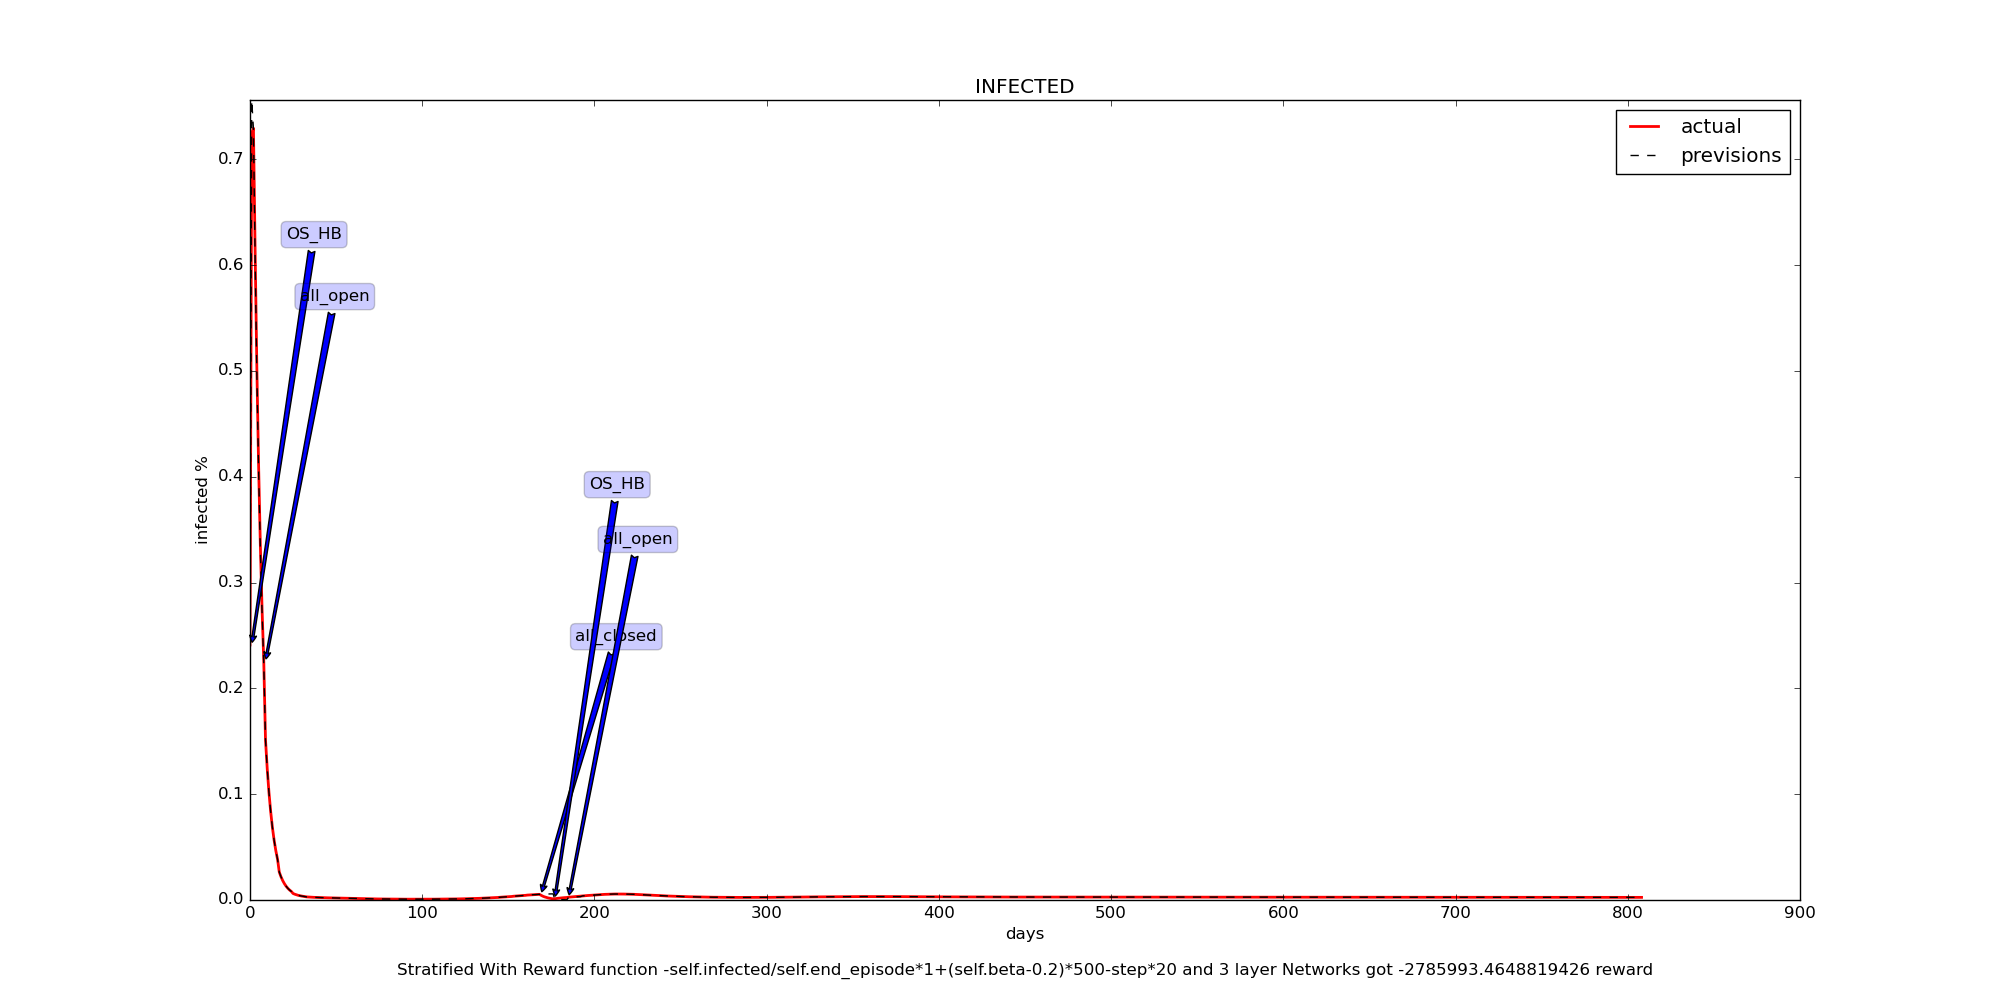 INFECTED
actual
previsions
OS_HB
all_open
OS_HB
all_open
all_closed
infected %
0.7
0.6
0.5
0.4
0.3
0.2
0.1
0.0
0 100 200 300 400 500 600 700 800 900
days
Stratified With Reward function -self.infected/self.end_episode*1+(self.beta-0.2)*500-step*20 and 3 layer Networks got -2785993.4648819426 reward